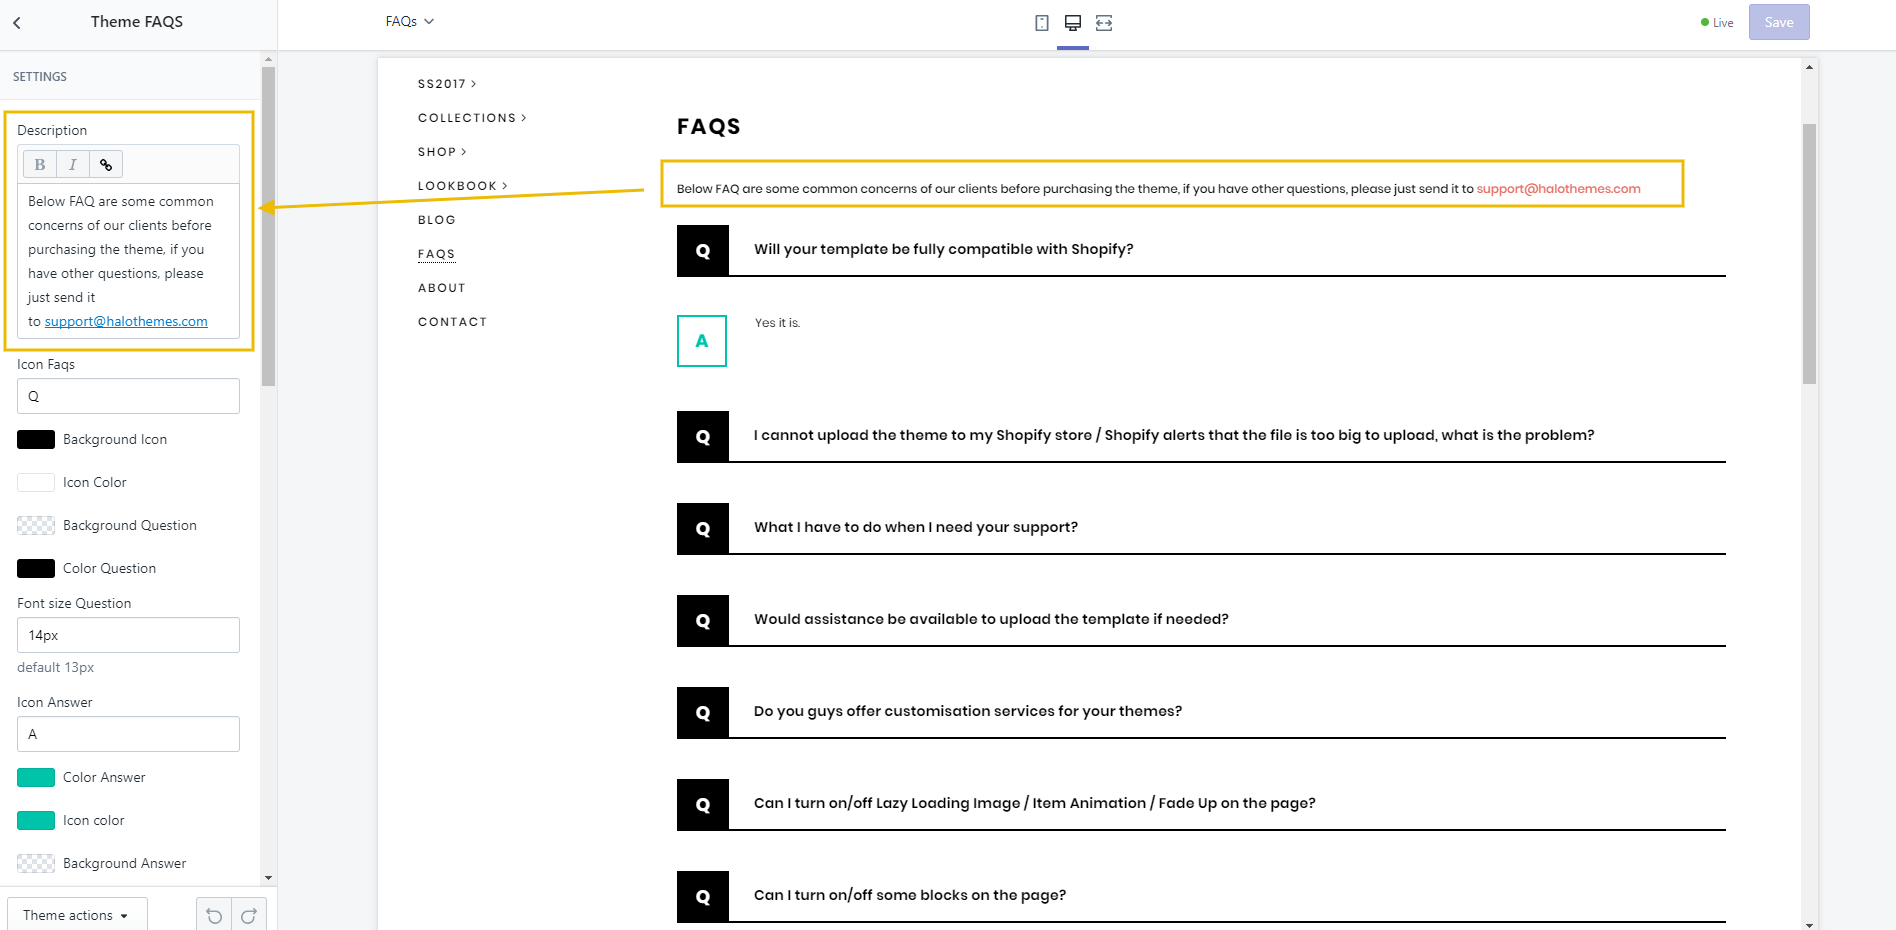 Theme FAQS
FAQs
Live
Save
SETTINGS
Description
B I
Below FAQ are some common
concerns of our clients before
purchasing the theme, if you
have other questions, please
just send it
to support@halothemes.com
Icon Faqs
Q
Background Icon
Icon Color
Background Question
Color Question
Font size Question
14px
default 13px
Icon Answer
A
Color Answer
Icon color
Background Answer
Theme actions
SS2017 >
COLLECTIONS >
SHOP >
LOOKBOOK >
BLOG
FAQS
ABOUT
CONTACT
FAQS
Below FAQ are some common concerns of our clients before purchasing the theme, if you have other questions, please just send it to support@halothemes.com
Q Will your template be fully compatible with Shopify?
A Yes it is.
Q I cannot upload the theme to my Shopify store / Shopify alerts that the file is too big to upload, what is the problem?
Q What I have to do when I need your support?
Q Would assistance be available to upload the template if needed?
Q Do you guys offer customisation services for your themes?
Q Can I turn on/off Lazy Loading Image / Item Animation / Fade Up on the page?
Q Can I turn on/off some blocks on the page?